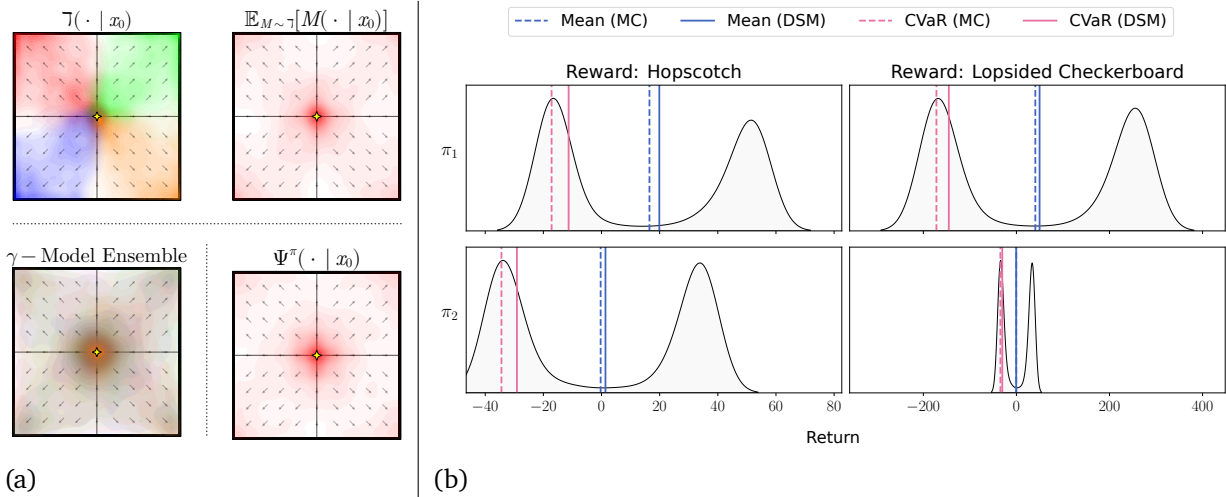 ℸ( · | x₀)
𝔼_{M∼ℸ}[M( · | x₀)]
γ − Model Ensemble
Ψ^π( · | x₀)
(a)
Mean (MC) Mean (DSM) CVaR (MC) CVaR (DSM)
Reward: Hopscotch
Reward: Lopsided Checkerboard
π₁
π₂
−40 −20 0 20 40 60 80
−200 0 200 400
Return
(b)